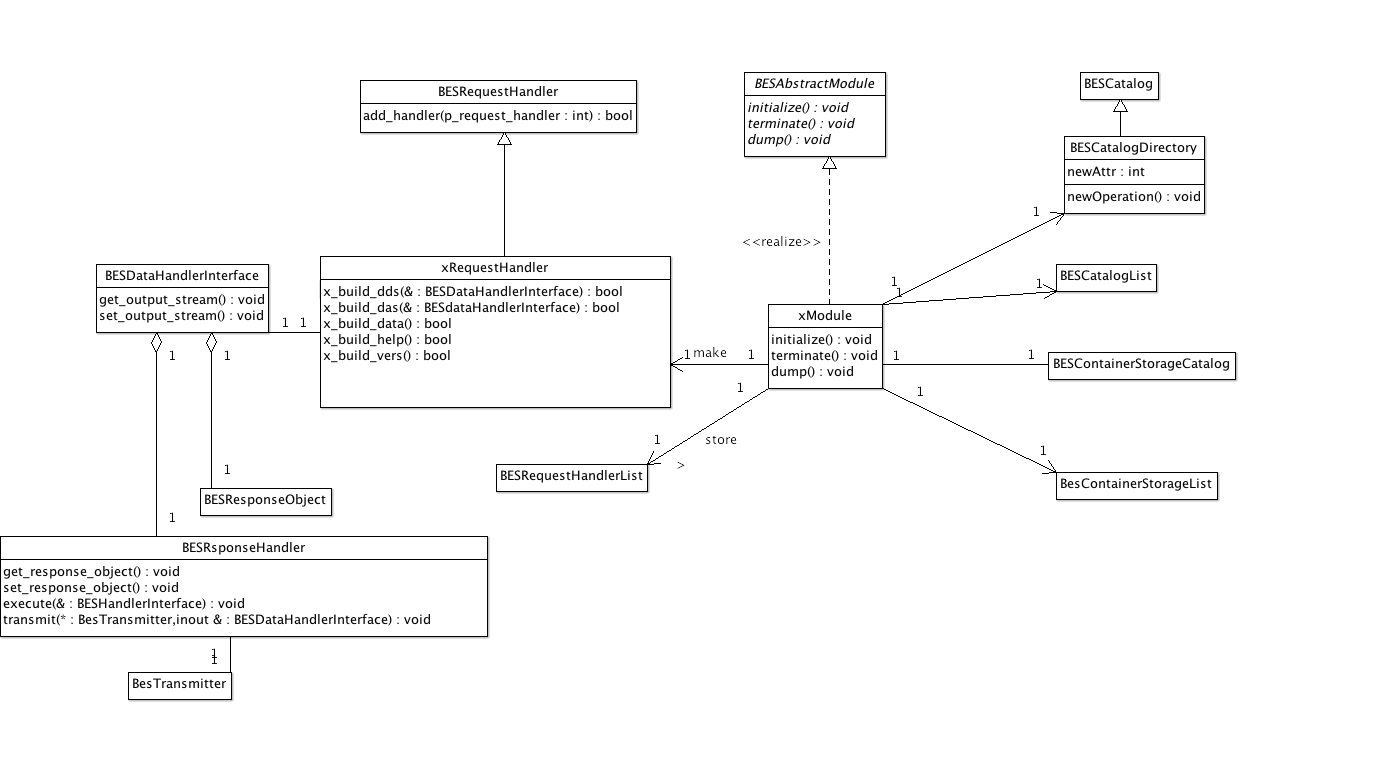 BESRequestHandler
add_handler(p_request_handler : int) : bool
BESAbstractModule
initialize() : void
terminate() : void
dump() : void
BESCatalog
BESCatalogDirectory
newAttr : int
newOperation() : void
1
<<realize>>
BESDataHandlerInterface
get_output_stream() : void
set_output_stream() : void
1 1
xRequestHandler
x_build_dds(& : BESDataHandlerInterface) : bool
x_build_das(& : BESdataHandlerInterface) : bool
x_build_data() : bool
x_build_help() : bool
x_build_vers() : bool
1
1
1
BESCatalogList
xModule
initialize() : void
terminate() : void
dump() : void
1 make 1
1 1
BESContainerStorageCatalog
1 1
1
1
store
>
1
1
BESRequestHandlerList
BesContainerStorageList
1
BESResponseObject
1
BESRsponseHandler
get_response_object() : void
set_response_object() : void
execute(& : BESHandlerInterface) : void
transmit(* : BesTransmitter,inout & : BESDataHandlerInterface) : void
1
1
BesTransmitter